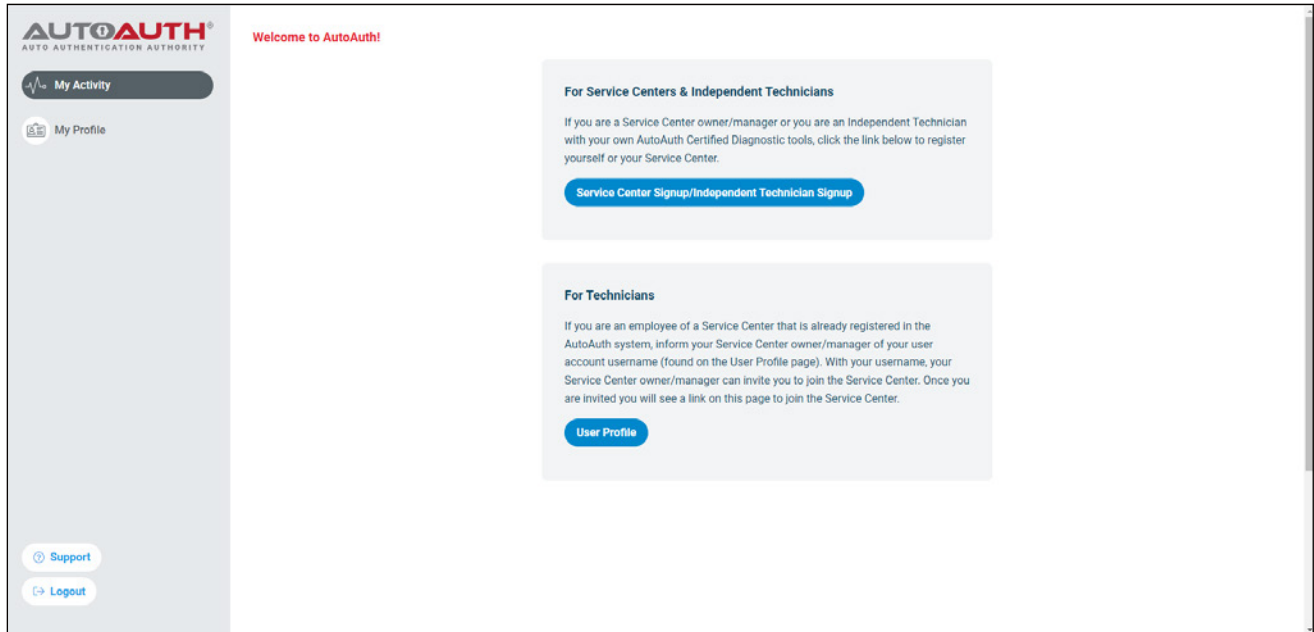 AUTOAUTH®
AUTO AUTHENTICATION AUTHORITY
My Activity
My Profile
Support
Logout
Welcome to AutoAuth!
For Service Centers & Independent Technicians
If you are a Service Center owner/manager or you are an Independent Technician
with your own AutoAuth Certified Diagnostic tools, click the link below to register
yourself or your Service Center.
Service Center Signup/Independent Technician Signup
For Technicians
If you are an employee of a Service Center that is already registered in the
AutoAuth system, inform your Service Center owner/manager of your user
account username (found on the User Profile page). With your username, your
Service Center owner/manager can invite you to join the Service Center. Once you
are invited you will see a link on this page to join the Service Center.
User Profile